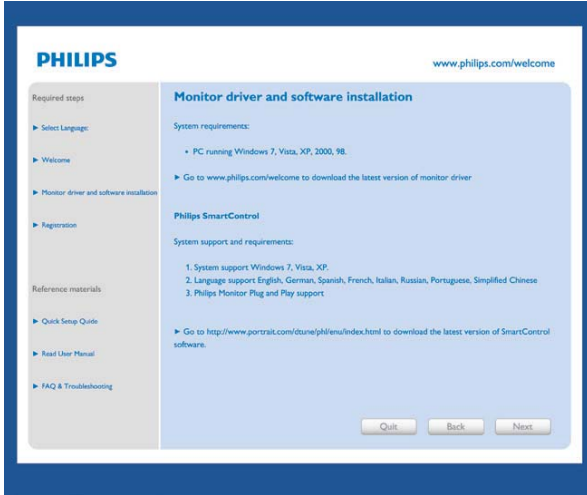 PHILIPS
www.philips.com/welcome
Required steps
▶ Select Language:
▶ Welcome
▶ Monitor driver and software installation
▶ Registration
Reference materials
▶ Quick Setup Quide
▶ Read User Manual
▶ FAQ & Troubleshooting
Monitor driver and software installation
System requirements:
• PC running Windows 7, Vista, XP, 2000, 98.
▶ Go to www.philips.com/welcome to download the latest version of monitor driver
Philips SmartControl
System support and requirements:
1. System support Windows 7, Vista, XP.
2. Language support English, German, Spanish, French, Italian, Russian, Portuguese, Simplified Chinese
3. Philips Monitor Plug and Play support
▶ Go to http://www.portrait.com/dtune/phl/enu/index.html to download the latest version of SmartControl
software.
Quit
Back
Next